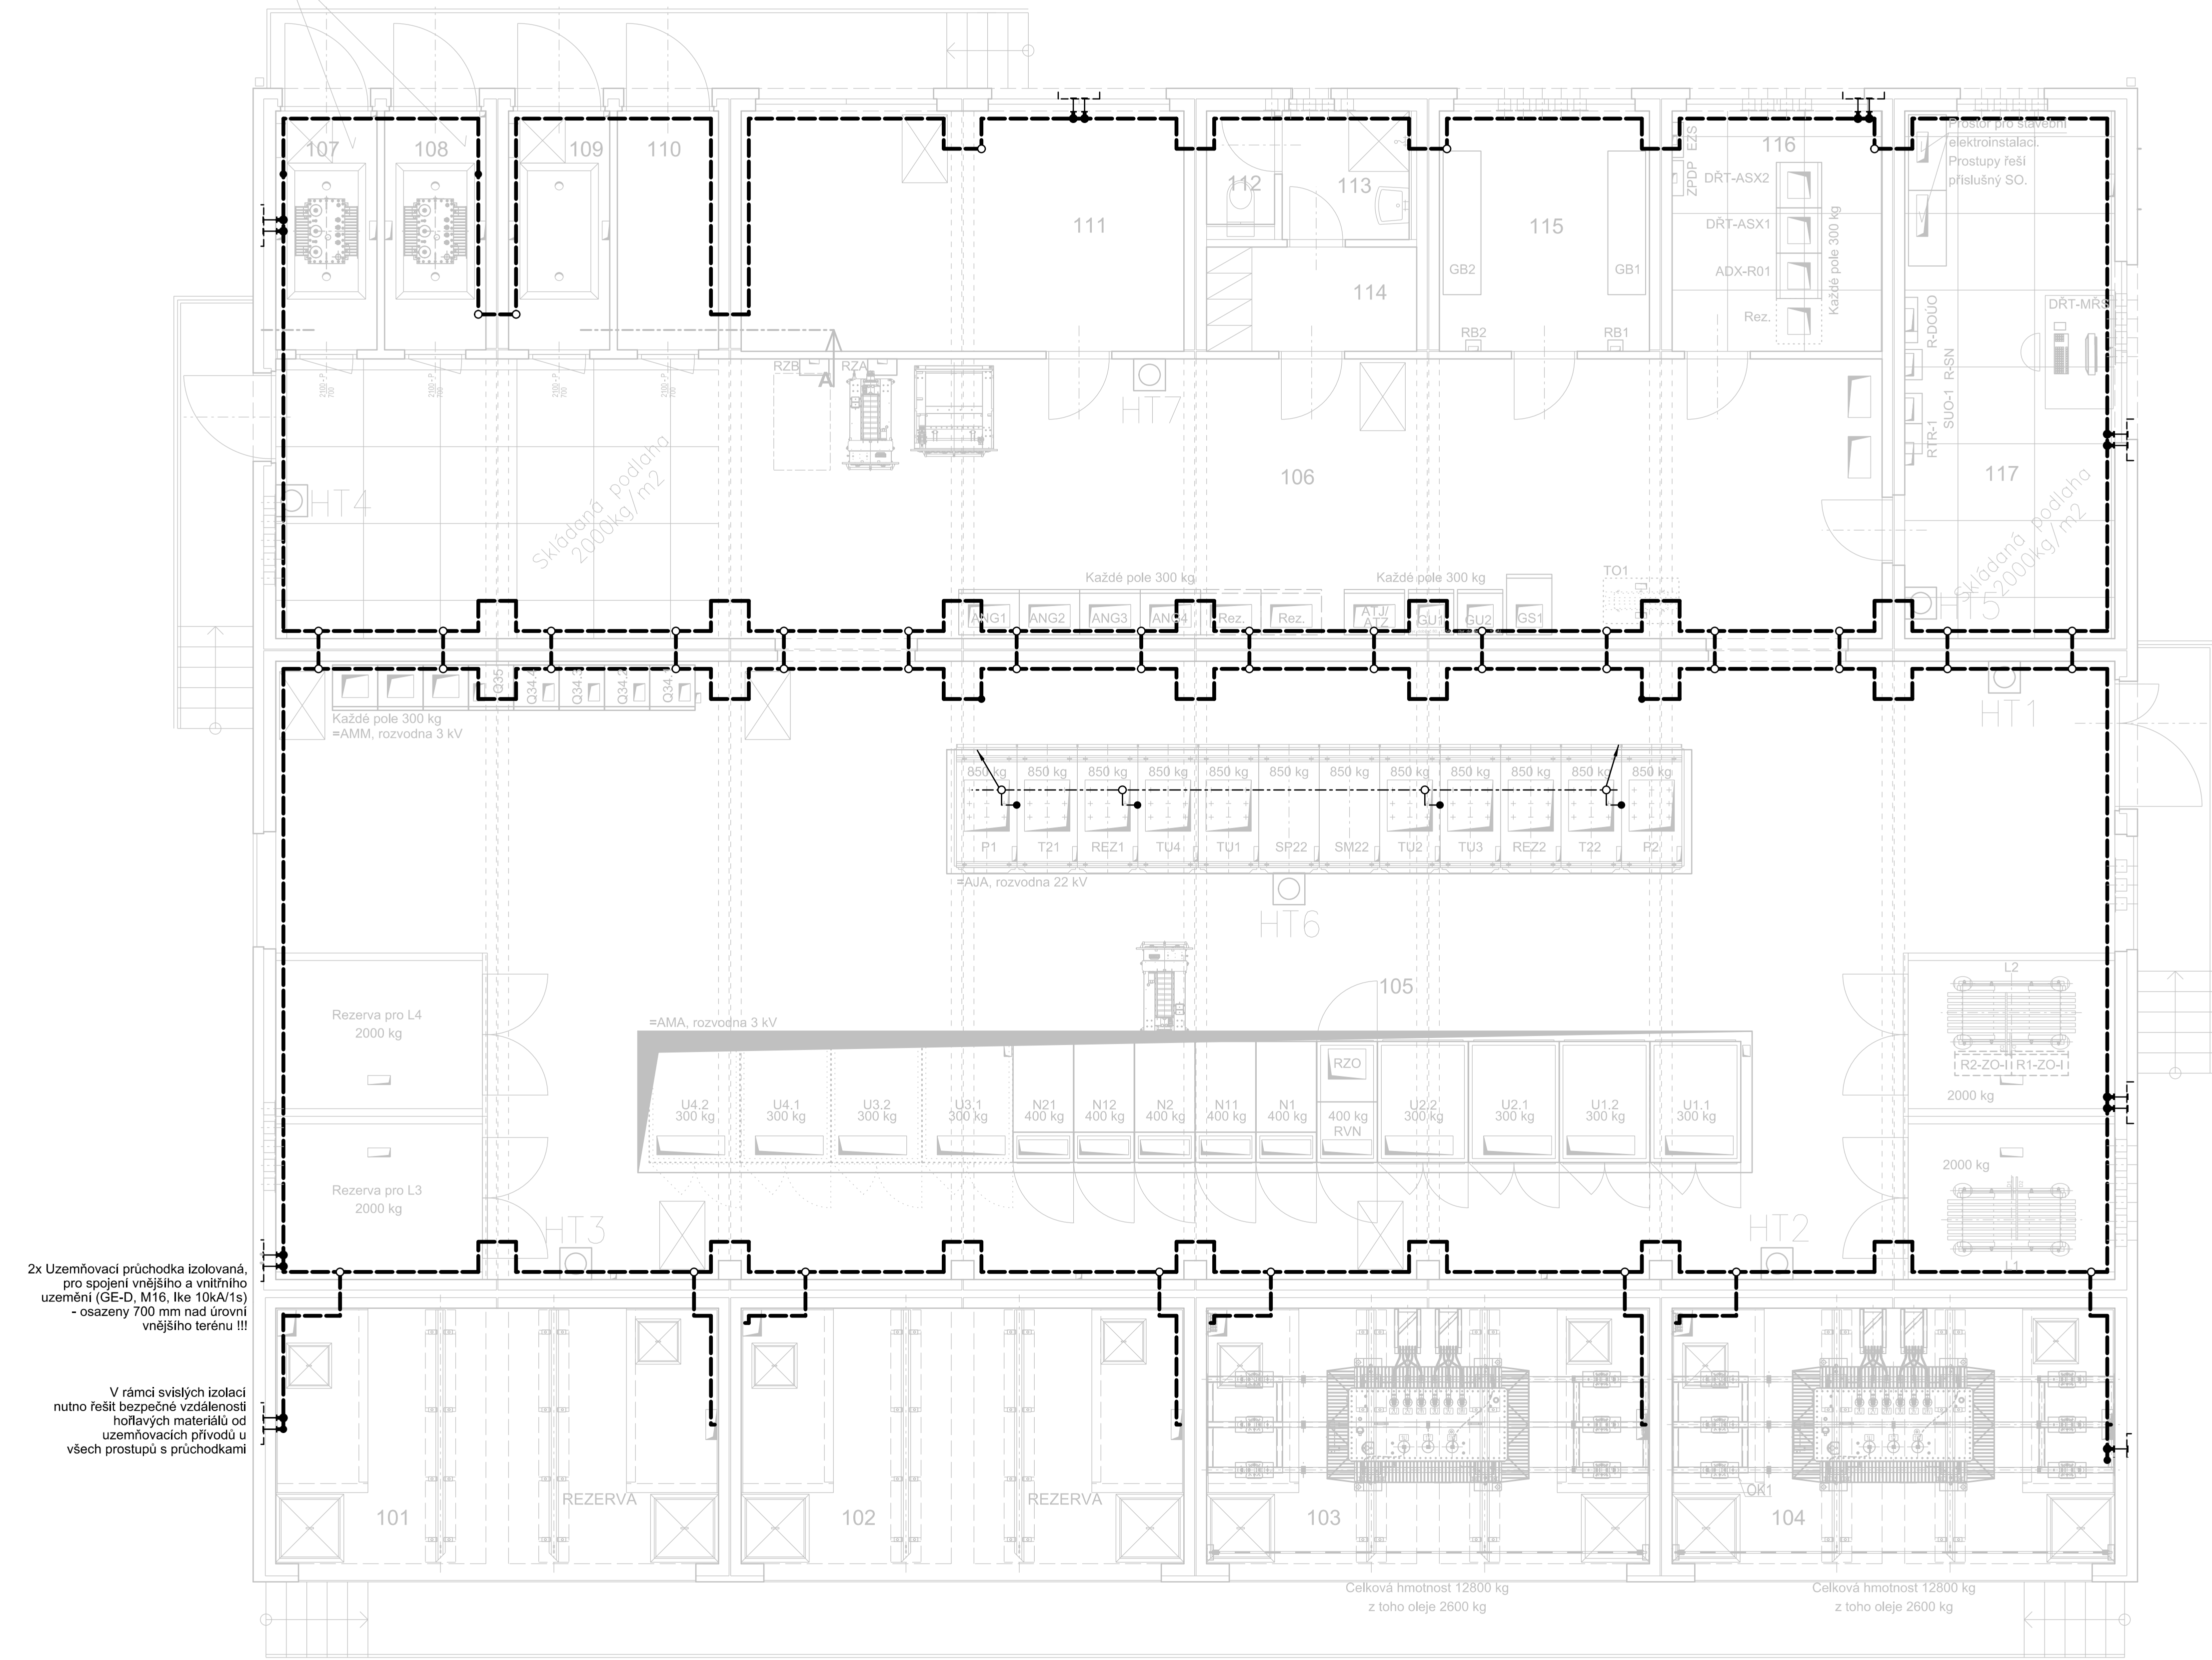 107
108
109
110
111
112
113
114
115
116
117
GB2
GB1
RB2
RB1
ZPDP EZS
DŘT-ASX2
DŘT-ASX1
ADX-R01
Rez.
Každé pole 300 kg
Prostor pro stavební
elektroinstalaci.
Prostupy řeší
příslušný SO.
R-DOÚO
R-SN
SUO-1
RTR-1
DŘT-MŘS
2100 - P
700
2100 - P
700
2100 - P
700
2100 - P
700
RZB
RZA
A
HT7
106
HT4
Skládaná podlaha
2000kg/m2
Skládaná podlaha
2000kg/m2
HT5
Každé pole 300 kg
Každé pole 300 kg
TO1
ANG1
ANG2
ANG3
ANG4
Rez.
Rez.
ATJ/
ATZ
GU1
GU2
GS1
Q35
Q34.4
Q34.3
Q34.2
Q34.1
Každé pole 300 kg
=AMM, rozvodna 3 kV
HT1
850 kg
850 kg
850 kg
850 kg
850 kg
850 kg
850 kg
850 kg
850 kg
850 kg
850 kg
850 kg
P1
T21
REZ1
TU4
TU1
SP22
SM22
TU2
TU3
REZ2
T22
P2
=AJA, rozvodna 22 kV
HT6
105
Rezerva pro L4
2000 kg
Rezerva pro L3
2000 kg
L2
R2-ZO-I
R1-ZO-I
2000 kg
2000 kg
L1
=AMA, rozvodna 3 kV
U4.2
300 kg
U4.1
300 kg
U3.2
300 kg
U3.1
300 kg
N21
400 kg
N12
400 kg
N2
400 kg
N11
400 kg
N1
400 kg
RZO
400 kg
RVN
U2.2
300 kg
U2.1
300 kg
U1.2
300 kg
U1.1
300 kg
HT3
HT2
2x Uzemňovací průchodka izolovaná,
pro spojení vnějšího a vnitřního
uzemění (GE-D, M16, Ike 10kA/1s)
- osazeny 700 mm nad úrovní
vnějšího terénu !!!
V rámci svislých izolací
nutno řešit bezpečné vzdálenosti
hořlavých materiálů od
uzemňovacích přívodů u
všech prostupů s průchodkami
REZERVA
101
REZERVA
102
103
OK1
104
Celková hmotnost 12800 kg
z toho oleje 2600 kg
Celková hmotnost 12800 kg
z toho oleje 2600 kg